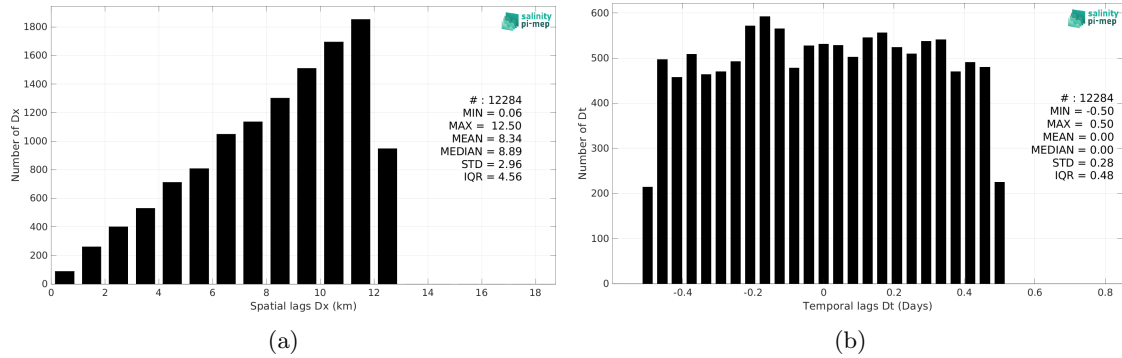 1800
1600
1400
1200
1000
800
600
400
200
0
Number of Dx
salinity
pi-mep
# : 12284
MIN = 0.06
MAX = 12.50
MEAN = 8.34
MEDIAN = 8.89
STD = 2.96
IQR = 4.56
0 2 4 6 8 10 12 14 16 18
Spatial lags Dx (km)
(a)
600
500
400
300
200
100
0
Number of Dt
salinity
pi-mep
# : 12284
MIN = -0.50
MAX = 0.50
MEAN = 0.00
MEDIAN = 0.00
STD = 0.28
IQR = 0.48
-0.4 -0.2 0 0.2 0.4 0.6 0.8
Temporal lags Dt (Days)
(b)